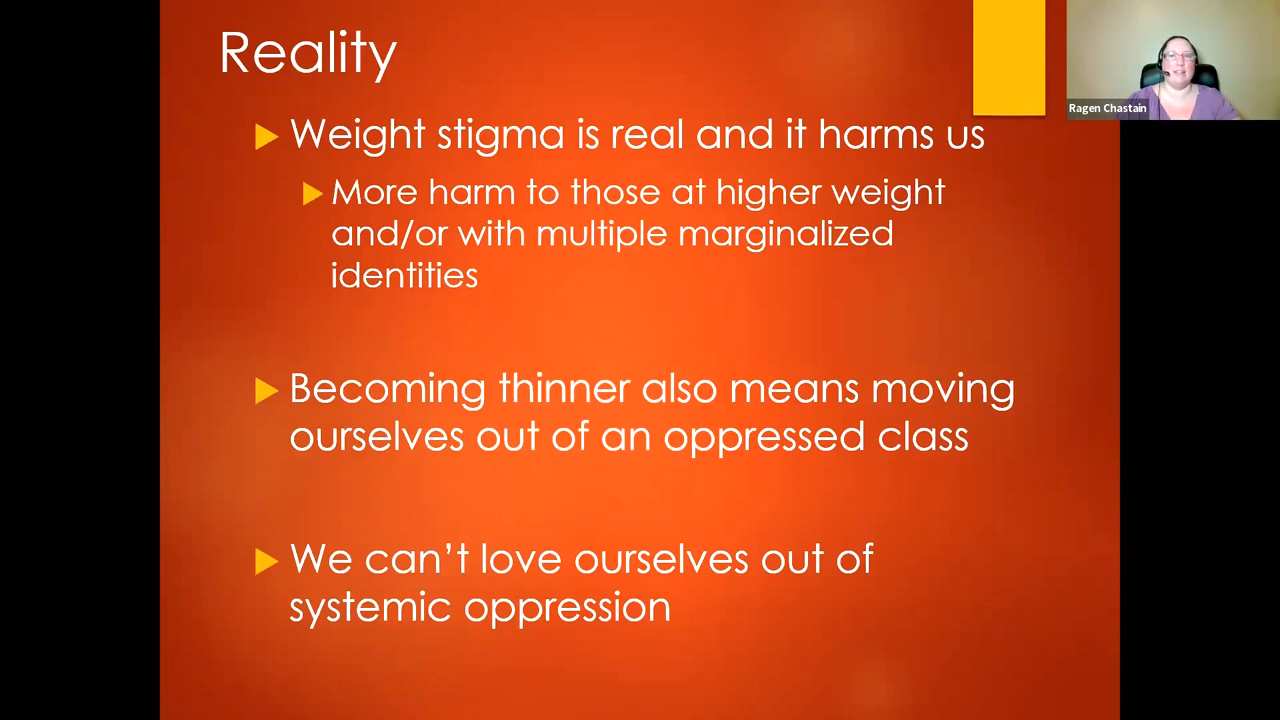 Reality
Weight stigma is real and it harms us
More harm to those at higher weight
and/or with multiple marginalized
identities
Becoming thinner also means moving
ourselves out of an oppressed class
We can’t love ourselves out of
systemic oppression
Ragen Chastain